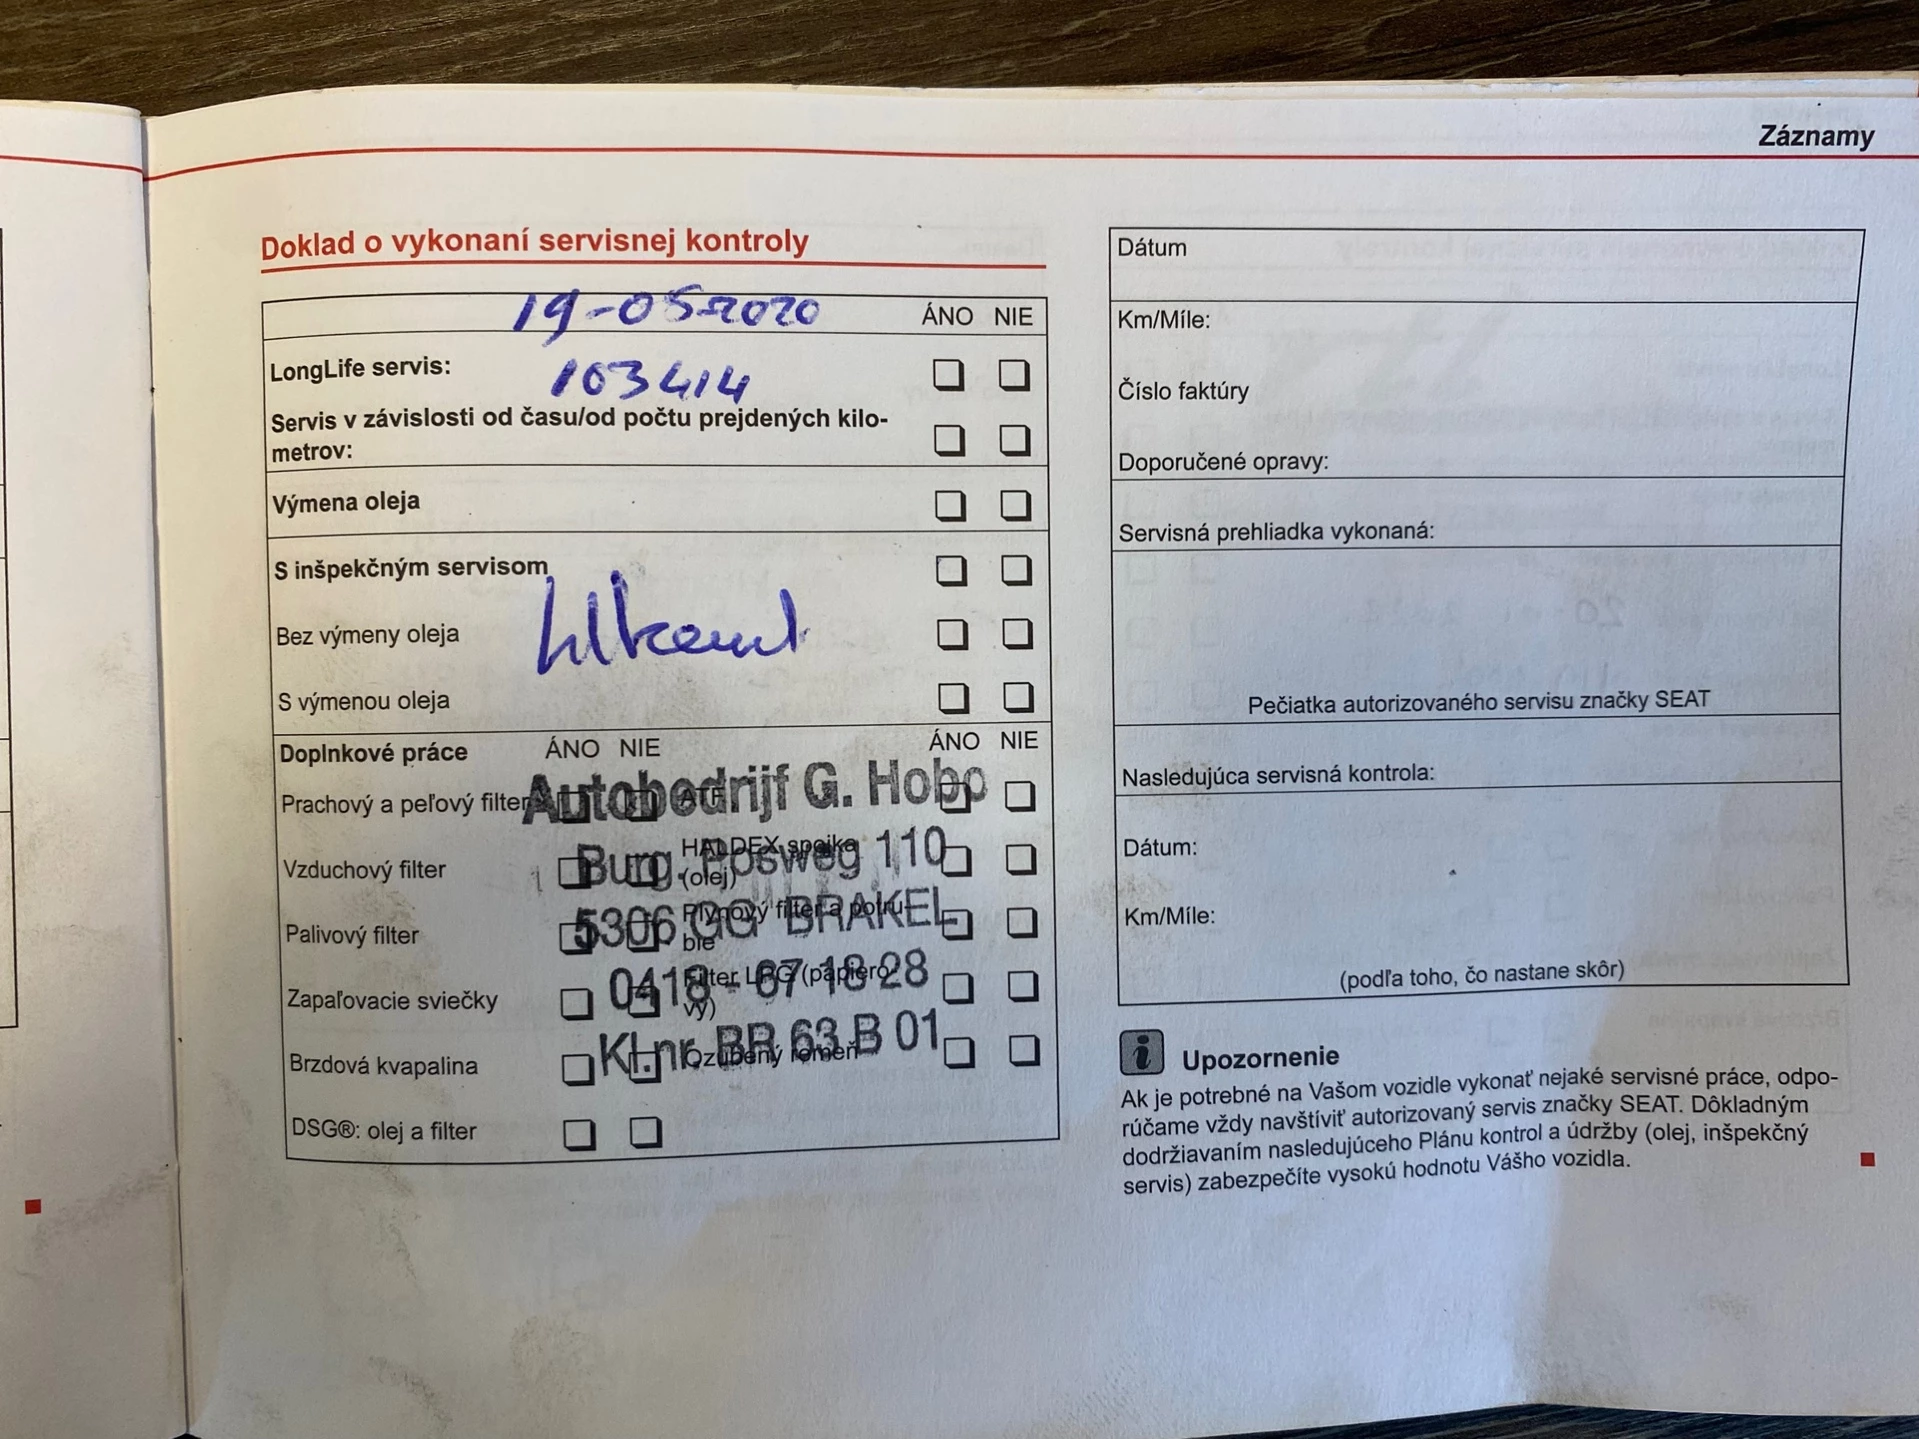 Záznamy
Doklad o vykonaní servisnej kontroly
19-05-2020
ÁNO NIE
LongLife servis:
103414
Servis v závislosti od času/od počtu prejdených kilo-
metrov:
Výmena oleja
S inšpekčným servisom
Bez výmeny oleja
S výmenou oleja
Doplnkové práce ÁNO NIE ÁNO NIE
Prachový a peľový filter ATF
Autobedrijf G. Hobo
Vzduchový filter
HALDEX spojka
(olej)
Burg. Posweg 110
Palivový filter
Plynový filter a potru-
bie
5306 GG BRAKEL
Zapaľovacie sviečky
Filter LPG (papiero-
vý)
0418 - 67 18 28
Brzdová kvapalina Ozubený remeň
Kl.nr. BR 63 B 01
DSG®: olej a filter
Dátum
Km/Míle:
Číslo faktúry
Doporučené opravy:
Servisná prehliadka vykonaná:
Pečiatka autorizovaného servisu značky SEAT
Nasledujúca servisná kontrola:
Dátum:
Km/Míle:
(podľa toho, čo nastane skôr)
i Upozornenie
Ak je potrebné na Vašom vozidle vykonať nejaké servisné práce, odpo-
rúčame vždy navštíviť autorizovaný servis značky SEAT. Dôkladným
dodržiavaním nasledujúceho Plánu kontrol a údržby (olej, inšpekčný
servis) zabezpečíte vysokú hodnotu Vášho vozidla.